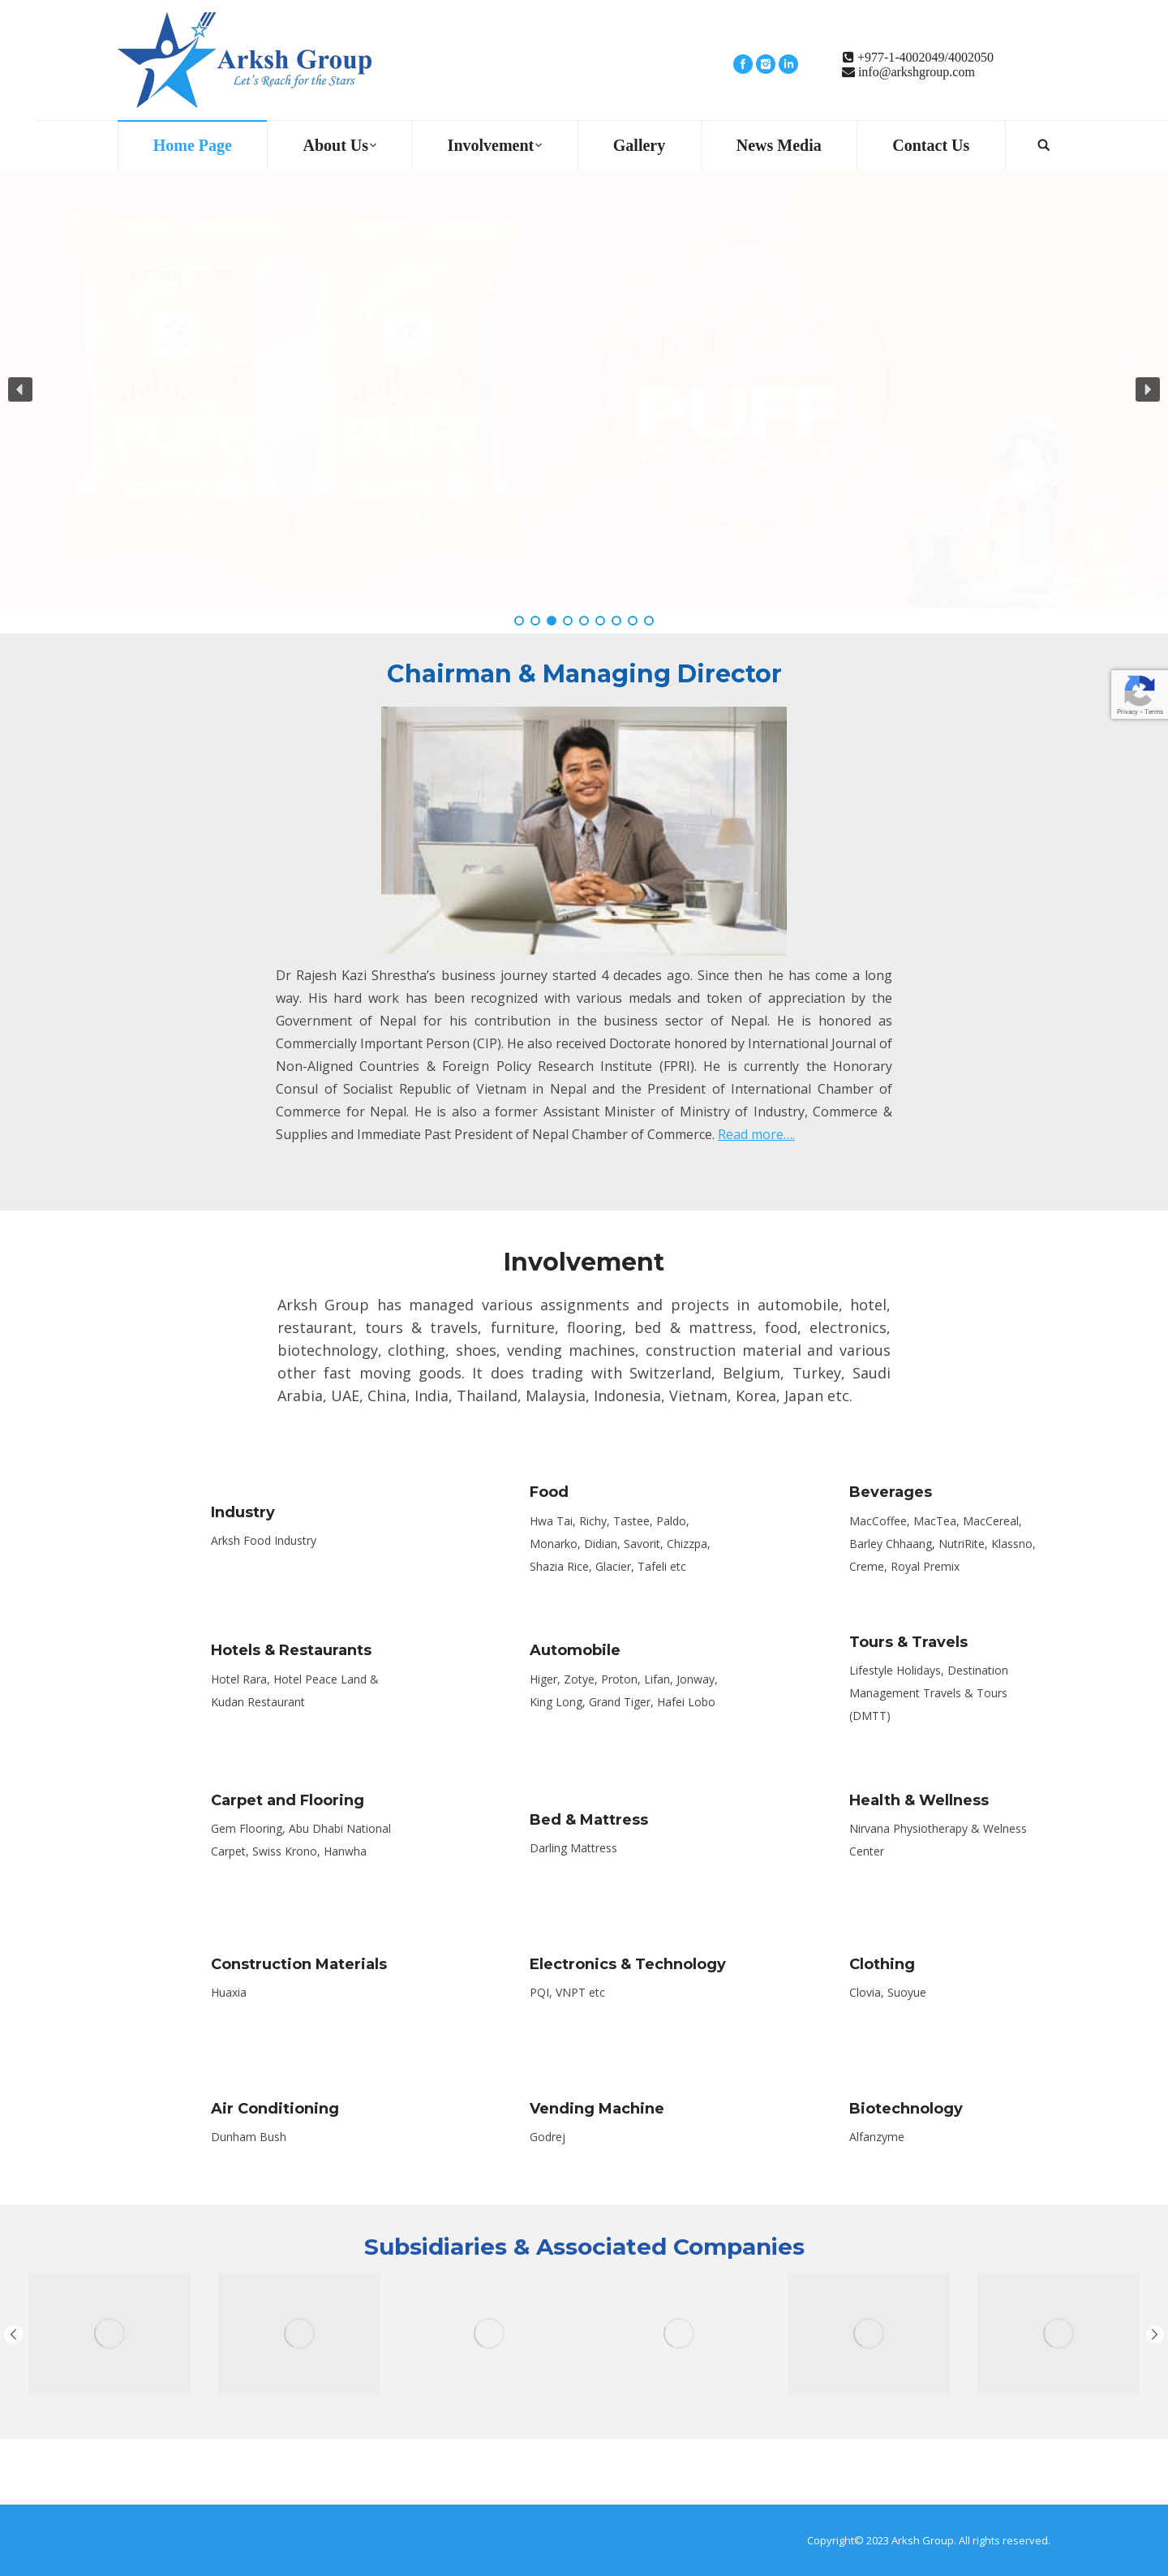 Arksh Group
Let's Reach for the Stars
+977-1-4002049/4002050
info@arkshgroup.com
Home Page
About Us
Involvement
Gallery
News Media
Contact Us
PUFF
PUFF
PUFF
Chairman & Managing Director
Privacy - Terms
Dr Rajesh Kazi Shrestha’s business journey started 4 decades ago. Since then he has come a long
way. His hard work has been recognized with various medals and token of appreciation by the
Government of Nepal for his contribution in the business sector of Nepal. He is honored as
Commercially Important Person (CIP). He also received Doctorate honored by International Journal of
Non-Aligned Countries & Foreign Policy Research Institute (FPRI). He is currently the Honorary
Consul of Socialist Republic of Vietnam in Nepal and the President of International Chamber of
Commerce for Nepal. He is also a former Assistant Minister of Ministry of Industry, Commerce &
Supplies and Immediate Past President of Nepal Chamber of Commerce. Read more….
Involvement
Arksh Group has managed various assignments and projects in automobile, hotel,
restaurant, tours & travels, furniture, flooring, bed & mattress, food, electronics,
biotechnology, clothing, shoes, vending machines, construction material and various
other fast moving goods. It does trading with Switzerland, Belgium, Turkey, Saudi
Arabia, UAE, China, India, Thailand, Malaysia, Indonesia, Vietnam, Korea, Japan etc.
Industry
Arksh Food Industry
Food
Hwa Tai, Richy, Tastee, Paldo,
Monarko, Didian, Savorit, Chizzpa,
Shazia Rice, Glacier, Tafeli etc
Beverages
MacCoffee, MacTea, MacCereal,
Barley Chhaang, NutriRite, Klassno,
Creme, Royal Premix
Hotels & Restaurants
Hotel Rara, Hotel Peace Land &
Kudan Restaurant
Automobile
Higer, Zotye, Proton, Lifan, Jonway,
King Long, Grand Tiger, Hafei Lobo
Tours & Travels
Lifestyle Holidays, Destination
Management Travels & Tours
(DMTT)
Carpet and Flooring
Gem Flooring, Abu Dhabi National
Carpet, Swiss Krono, Hanwha
Bed & Mattress
Darling Mattress
Health & Wellness
Nirvana Physiotherapy & Welness
Center
Construction Materials
Huaxia
Electronics & Technology
PQI, VNPT etc
Clothing
Clovia, Suoyue
Air Conditioning
Dunham Bush
Vending Machine
Godrej
Biotechnology
Alfanzyme
Subsidiaries & Associated Companies
Copyright© 2023 Arksh Group. All rights reserved.